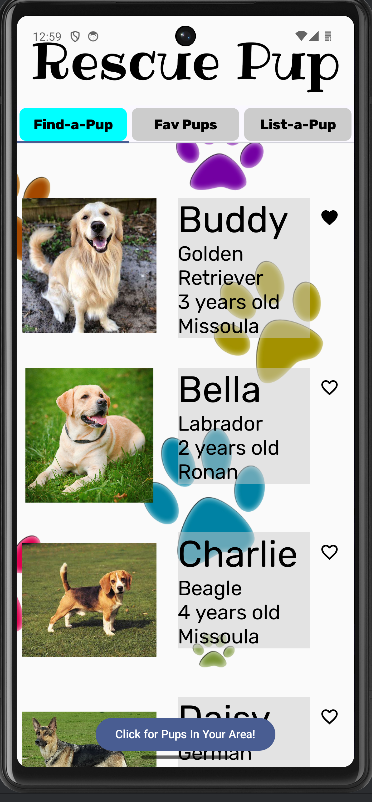 12:59
Rescue Pup
Find-a-Pup
Fav Pups
List-a-Pup
Buddy
Golden
Retriever
3 years old
Missoula
Bella
Labrador
2 years old
Ronan
Charlie
Beagle
4 years old
Missoula
Daisy
Click for Pups In Your Area!
German